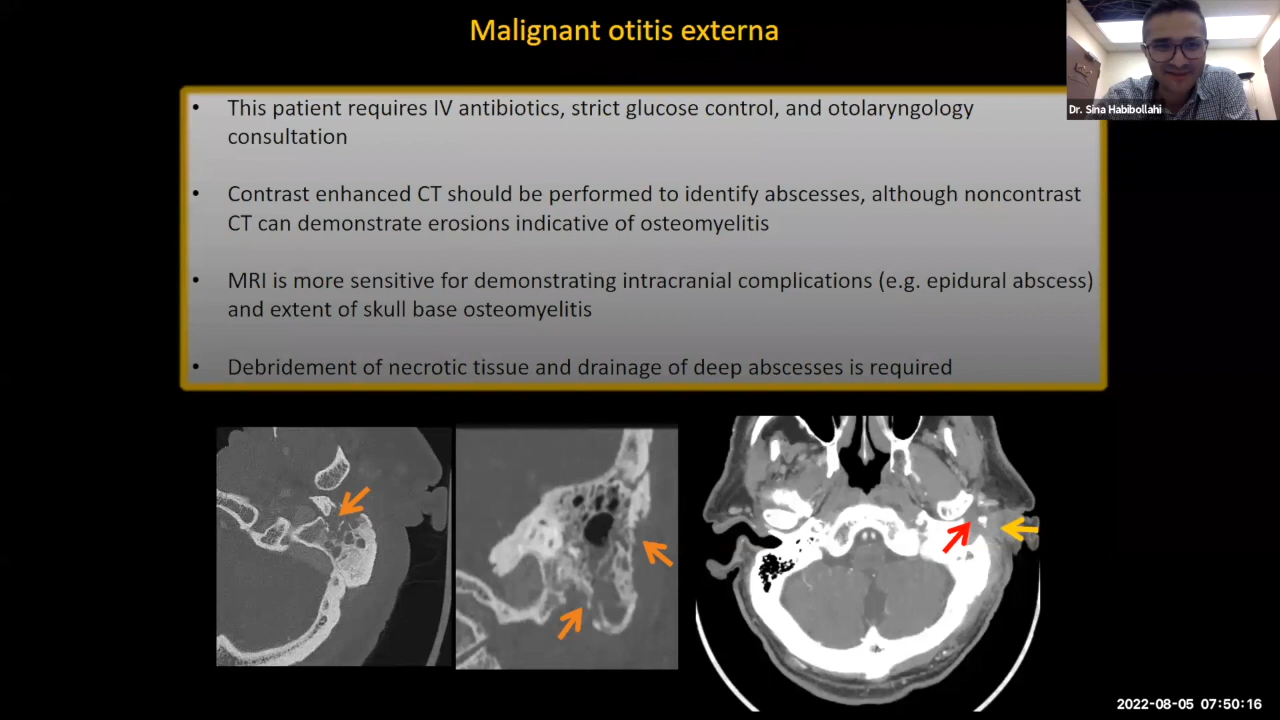 Malignant otitis externa
Dr. Sina Habibollahi
• This patient requires IV antibiotics, strict glucose control, and otolaryngology
consultation
• Contrast enhanced CT should be performed to identify abscesses, although noncontrast
CT can demonstrate erosions indicative of osteomyelitis
• MRI is more sensitive for demonstrating intracranial complications (e.g. epidural abscess)
and extent of skull base osteomyelitis
• Debridement of necrotic tissue and drainage of deep abscesses is required
2022-08-05 07:50:16